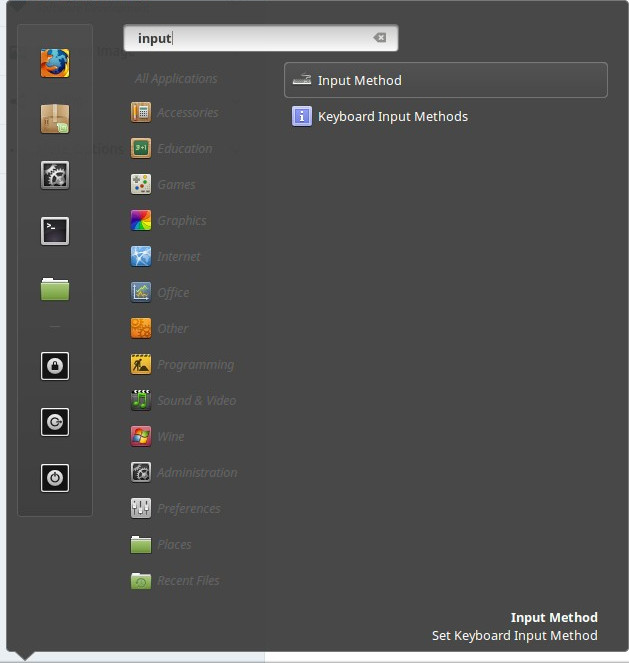 input
All Applications
Accessories
Education
Games
Graphics
Internet
Office
Other
Programming
Sound & Video
Wine
Administration
Preferences
Places
Recent Files
Input Method
Keyboard Input Methods
Input Method
Set Keyboard Input Method